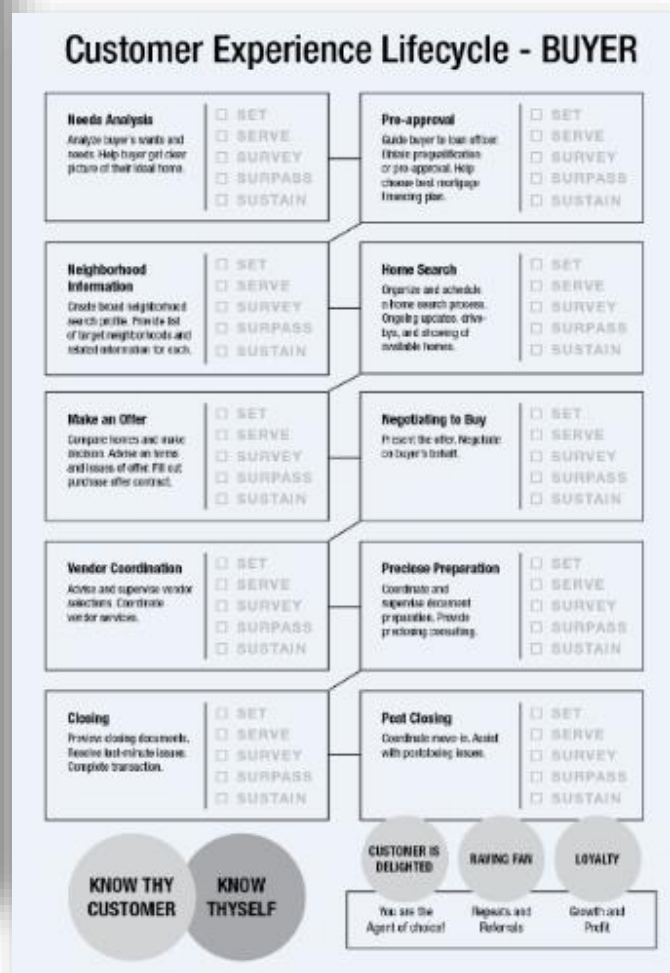 Customer Experience Lifecycle - BUYER
Needs Analysis
Analyze buyer's wants and
needs. Help buyer get clear
picture of their ideal home.
☐ SET
☐ SERVE
☐ SURVEY
☐ SURPASS
☐ SUSTAIN
Pre-approval
Guide buyer to loan officer.
Obtain prequalification
or pre-approval. Help
choose best mortgage
financing plan.
☐ SET
☐ SERVE
☐ SURVEY
☐ SURPASS
☐ SUSTAIN
Neighborhood
Information
Create broad neighborhood
search profile. Provide list
of target neighborhoods and
related information for each.
☐ SET
☐ SERVE
☐ SURVEY
☐ SURPASS
☐ SUSTAIN
Home Search
Organize and schedule
a home search process.
Ongoing updates, drive-
bys, and showing of
available homes.
☐ SET
☐ SERVE
☐ SURVEY
☐ SURPASS
☐ SUSTAIN
Make an Offer
Compare homes and make
decision. Advise on terms
and issues of offer. Fill out
purchase offer contract.
☐ SET
☐ SERVE
☐ SURVEY
☐ SURPASS
☐ SUSTAIN
Negotiating to Buy
Present the offer. Negotiate
on buyer's behalf.
☐ SET
☐ SERVE
☐ SURVEY
☐ SURPASS
☐ SUSTAIN
Vendor Coordination
Advise and supervise vendor
selections. Coordinate
vendor services.
☐ SET
☐ SERVE
☐ SURVEY
☐ SURPASS
☐ SUSTAIN
Preclose Preparation
Coordinate and
supervise document
preparation. Provide
preclosing consulting.
☐ SET
☐ SERVE
☐ SURVEY
☐ SURPASS
☐ SUSTAIN
Closing
Preview closing documents.
Resolve last-minute issues.
Complete transaction.
☐ SET
☐ SERVE
☐ SURVEY
☐ SURPASS
☐ SUSTAIN
Post Closing
Coordinate move-in. Assist
with postclosing issues.
☐ SET
☐ SERVE
☐ SURVEY
☐ SURPASS
☐ SUSTAIN
KNOW THY
CUSTOMER
KNOW
THYSELF
CUSTOMER IS
DELIGHTED
You are the
Agent of choice!
RAVING FAN
Repeats and
Referrals
LOYALTY
Growth and
Profit